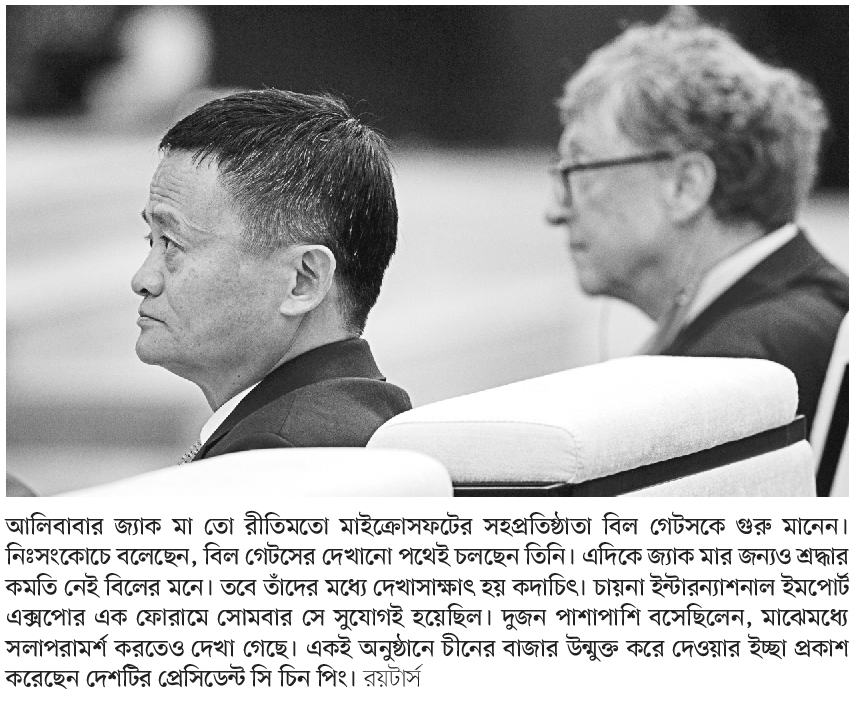 আলিবাবার জ্যাক মা তো রীতিমতো মাইক্রোসফটের সহপ্রতিষ্ঠাতা বিল গেটসকে গুরু মানেন।
নিঃসংকোচে বলেছেন, বিল গেটসের দেখানো পথেই চলছেন তিনি। এদিকে জ্যাক মার জন্যও শ্রদ্ধার
কমতি নেই বিলের মনে। তবে তাঁদের মধ্যে দেখাসাক্ষাৎ হয় কদাচিৎ। চায়না ইন্টারন্যাশনাল ইমপোর্ট
এক্সপোর এক ফোরামে সোমবার সে সুযোগই হয়েছিল। দুজন পাশাপাশি বসেছিলেন, মাঝেমধ্যে
সলাপরামর্শ করতেও দেখা গেছে। একই অনুষ্ঠানে চীনের বাজার উন্মুক্ত করে দেওয়ার ইচ্ছা প্রকাশ
করেছেন দেশটির প্রেসিডেন্ট সি চিন পিং। রয়টার্স